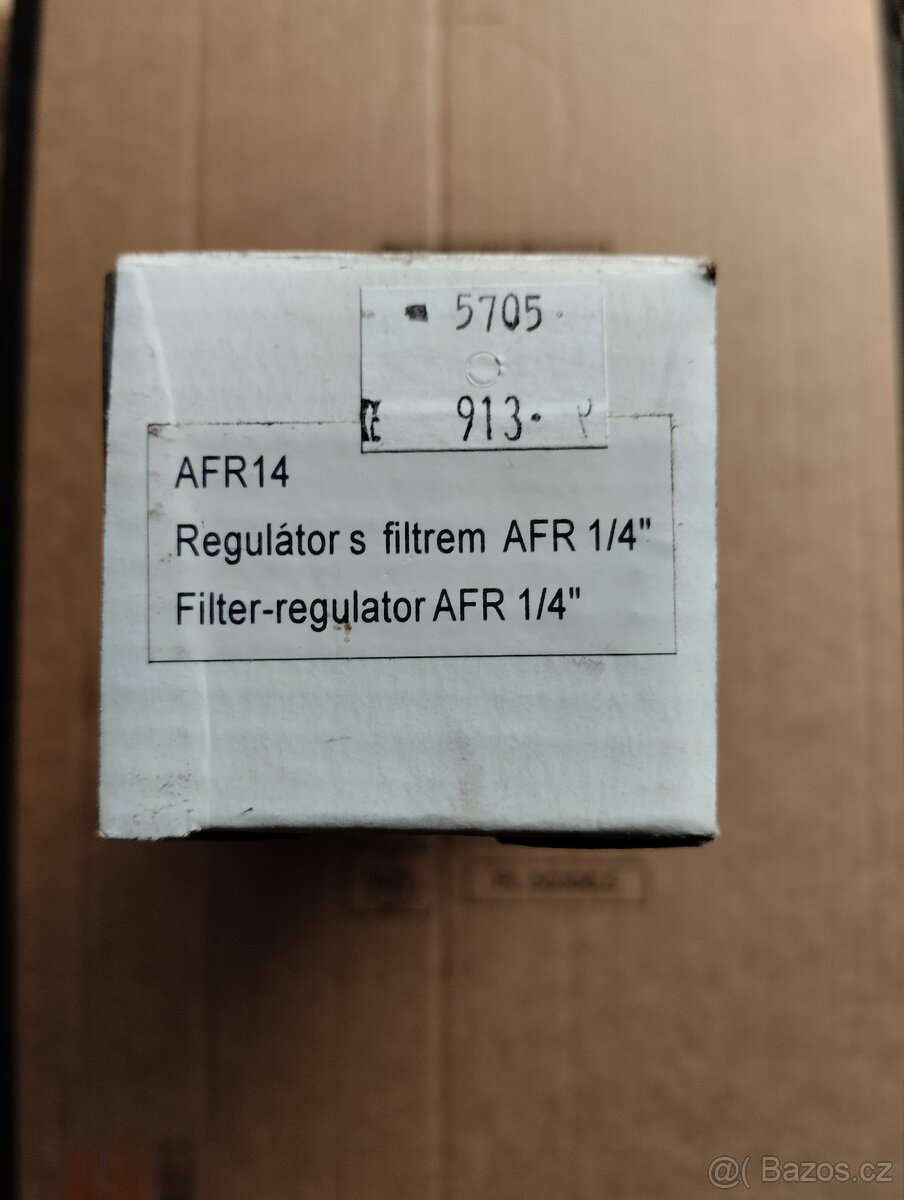 5705
913.
AFR14
Regulátor s filtrem AFR 1/4"
Filter-regulator AFR 1/4"
@( Bazos.cz